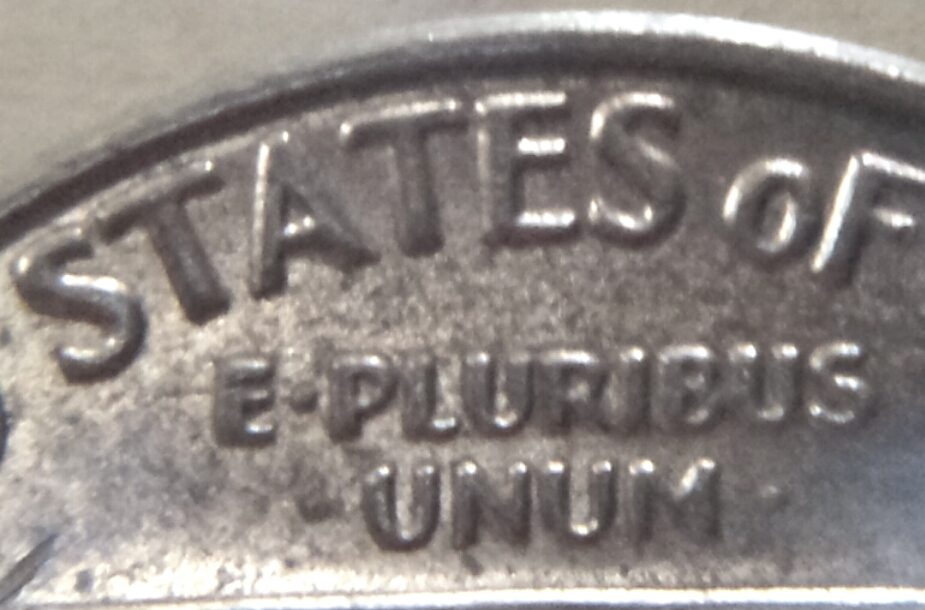 STATES OF
E·PLURIBUS
·UNUM·